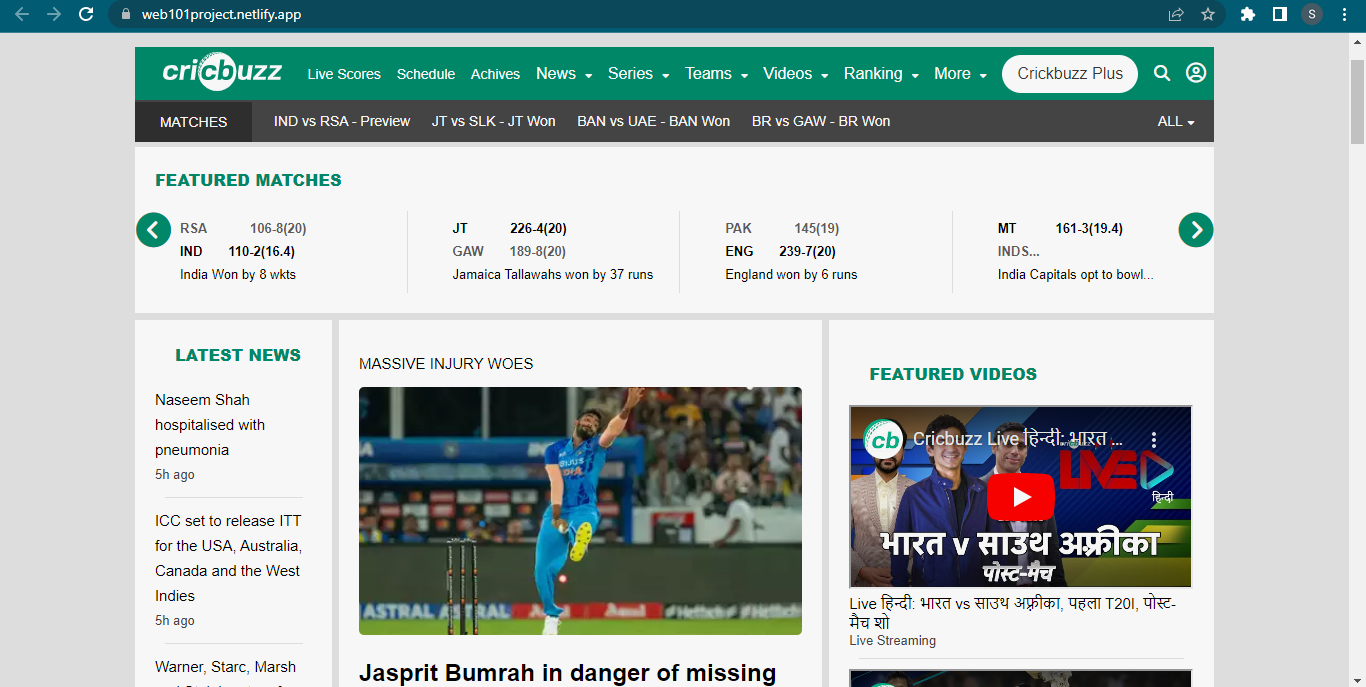 web101project.netlify.app
S
cricbuzz
Live Scores Schedule Achives News Series Teams Videos Ranking More Crickbuzz Plus
MATCHES IND vs RSA - Preview JT vs SLK - JT Won BAN vs UAE - BAN Won BR vs GAW - BR Won ALL
FEATURED MATCHES
RSA 106-8(20)
IND 110-2(16.4)
India Won by 8 wkts
JT 226-4(20)
GAW 189-8(20)
Jamaica Tallawahs won by 37 runs
PAK 145(19)
ENG 239-7(20)
England won by 6 runs
MT 161-3(19.4)
INDS...
India Capitals opt to bowl...
LATEST NEWS
Naseem Shah
hospitalised with
pneumonia
5h ago
ICC set to release ITT
for the USA, Australia,
Canada and the West
Indies
5h ago
Warner, Starc, Marsh
MASSIVE INJURY WOES
ASTRAL ASTRAL
Jasprit Bumrah in danger of missing
FEATURED VIDEOS
cb Cricbuzz Live हिन्दी: भारत ...
LIVE
हिन्दी
भारत v साउथ अफ़्रीका
पोस्ट-मैच
Live हिन्दी: भारत vs साउथ अफ़्रीका, पहला T20I, पोस्ट-
मैच शो
Live Streaming